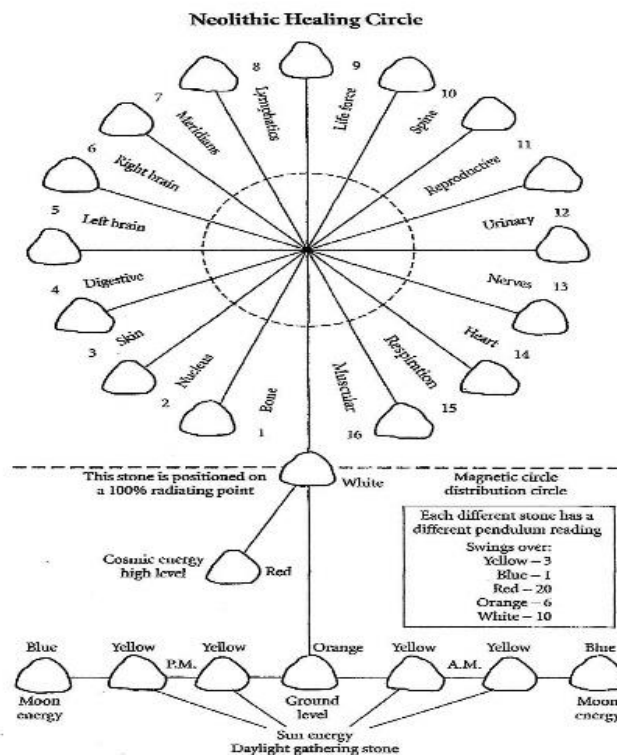 Neolithic Healing Circle
8
9
Lymphatics
Life force
7
10
Meridians
Spine
6
11
Right brain
Reproductive
5
12
Left brain
Urinary
4
13
Digestive
Nerves
3
14
Skin
Heart
2
15
Nucleus
Respiration
1
16
Bone
Muscular
This stone is positioned on
a 100% radiating point
White
Magnetic circle
distribution circle
Each different stone has a
different pendulum reading
Swings over:
Yellow – 3
Blue – 1
Red – 20
Orange – 6
White – 10
Cosmic energy
high level
Red
Blue
Yellow
P.M.
Yellow
Orange
Yellow
A.M.
Yellow
Blue
Moon
energy
Ground
level
Moon
energy
Sun energy
Daylight gathering stone